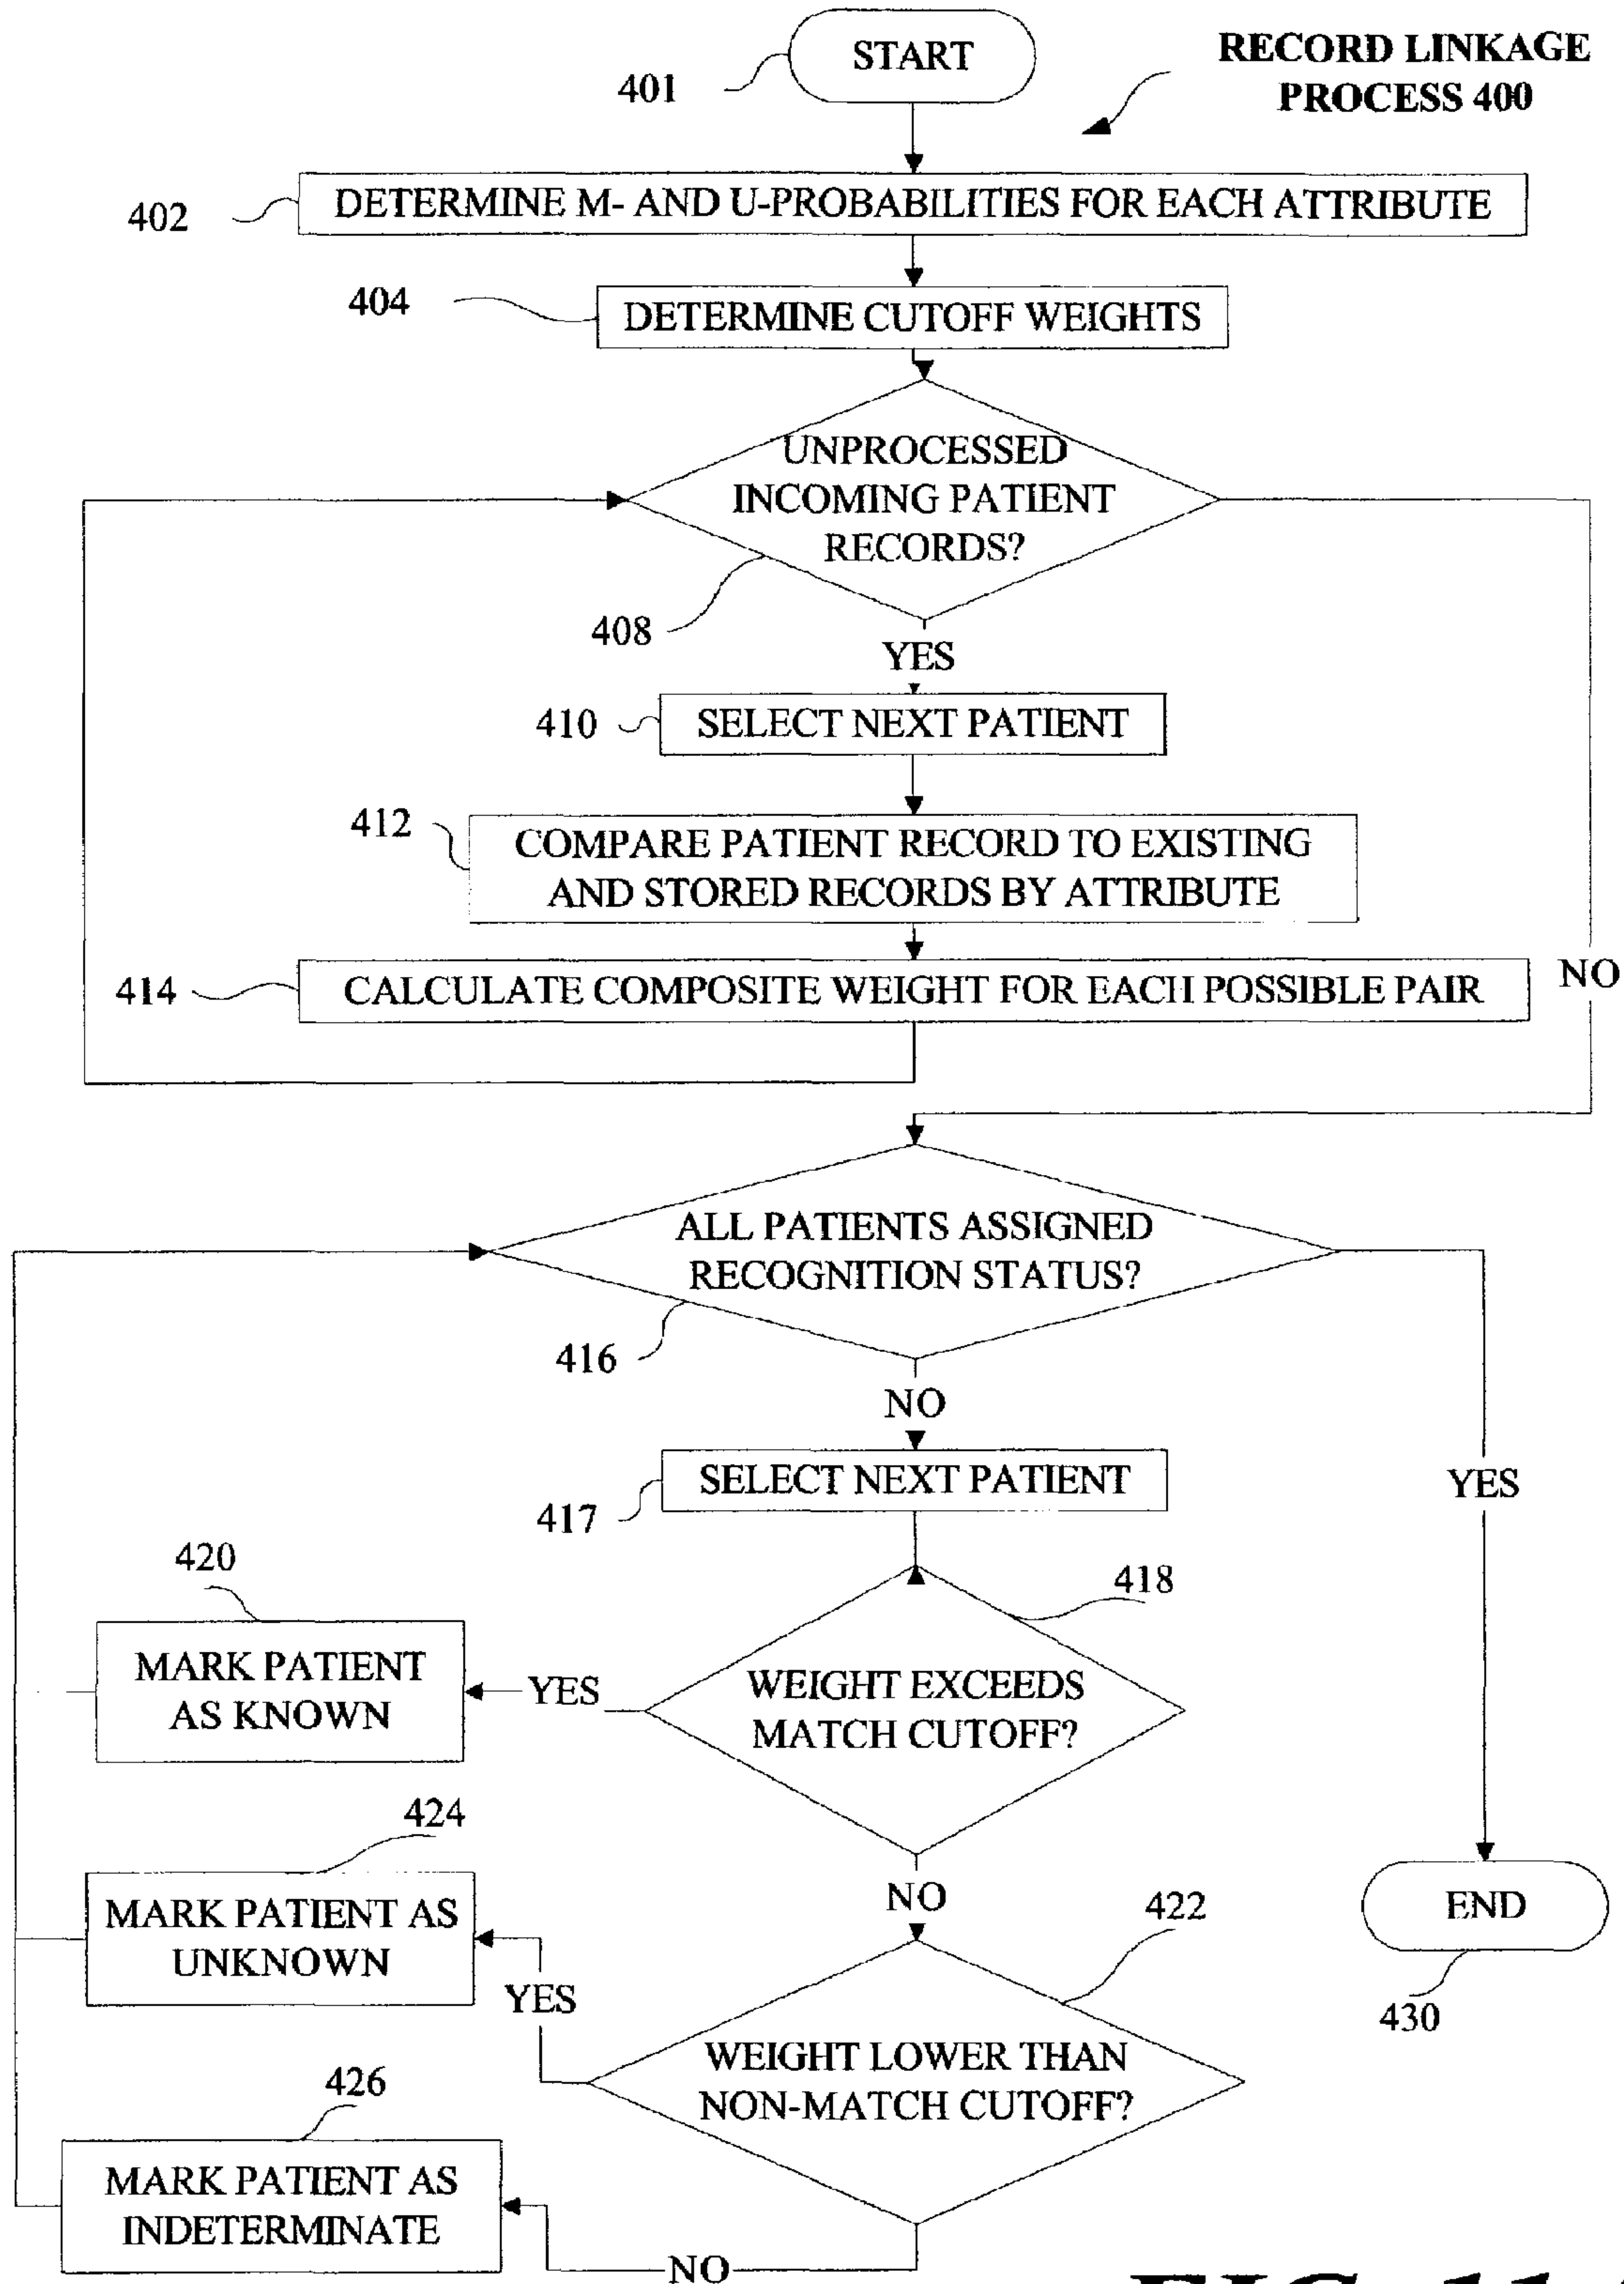 START
401
RECORD LINKAGE
PROCESS 400
402
DETERMINE M- AND U-PROBABILITIES FOR EACH ATTRIBUTE
404
DETERMINE CUTOFF WEIGHTS
UNPROCESSED
INCOMING PATIENT
RECORDS?
408
YES
410
SELECT NEXT PATIENT
412
COMPARE PATIENT RECORD TO EXISTING
AND STORED RECORDS BY ATTRIBUTE
NO
414
CALCULATE COMPOSITE WEIGHT FOR EACH POSSIBLE PAIR
ALL PATIENTS ASSIGNED
RECOGNITION STATUS?
416
NO
SELECT NEXT PATIENT
417
YES
420
418
MARK PATIENT
AS KNOWN
YES
WEIGHT EXCEEDS
MATCH CUTOFF?
424
NO
422
END
430
MARK PATIENT AS
UNKNOWN
YES
WEIGHT LOWER THAN
NON-MATCH CUTOFF?
426
MARK PATIENT AS
INDETERMINATE
NO